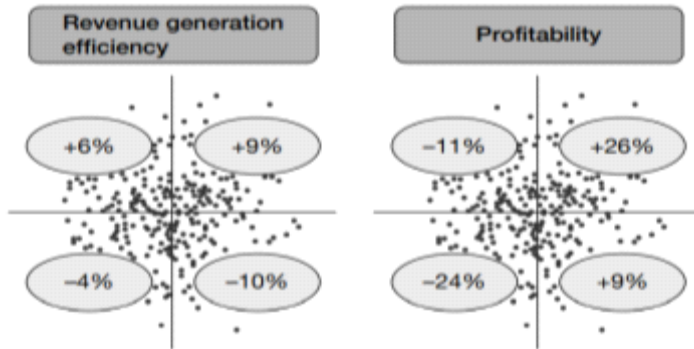 Revenue generation
efficiency
+6%
+9%
–4%
–10%
Profitability
–11%
+26%
–24%
+9%